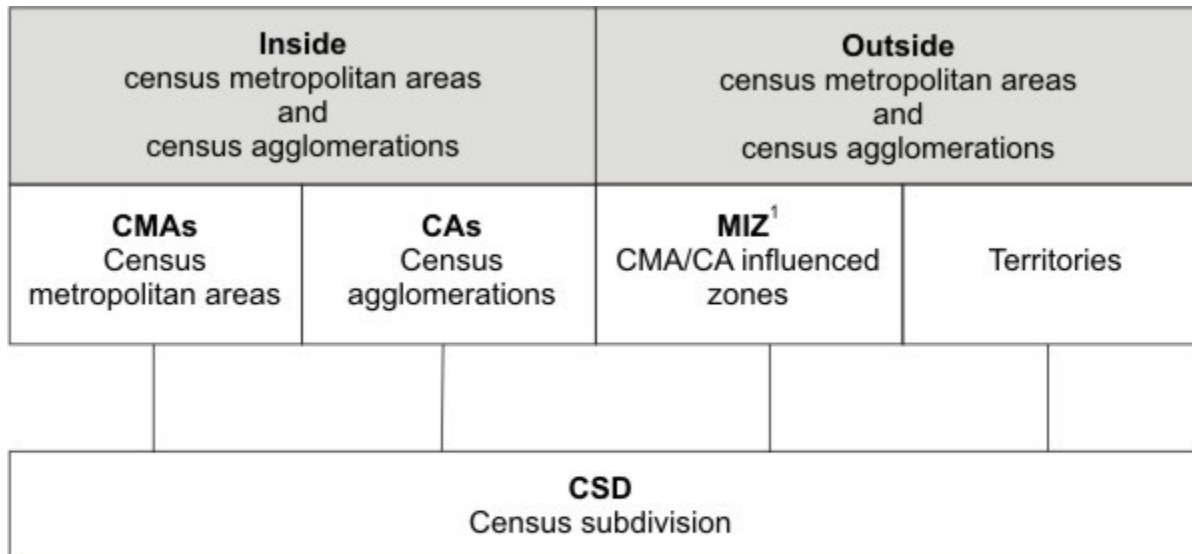 Inside
census metropolitan areas
and
census agglomerations
Outside
census metropolitan areas
and
census agglomerations
CMAs
Census
metropolitan areas
CAs
Census
agglomerations
MIZ¹
CMA/CA influenced
zones
Territories
CSD
Census subdivision